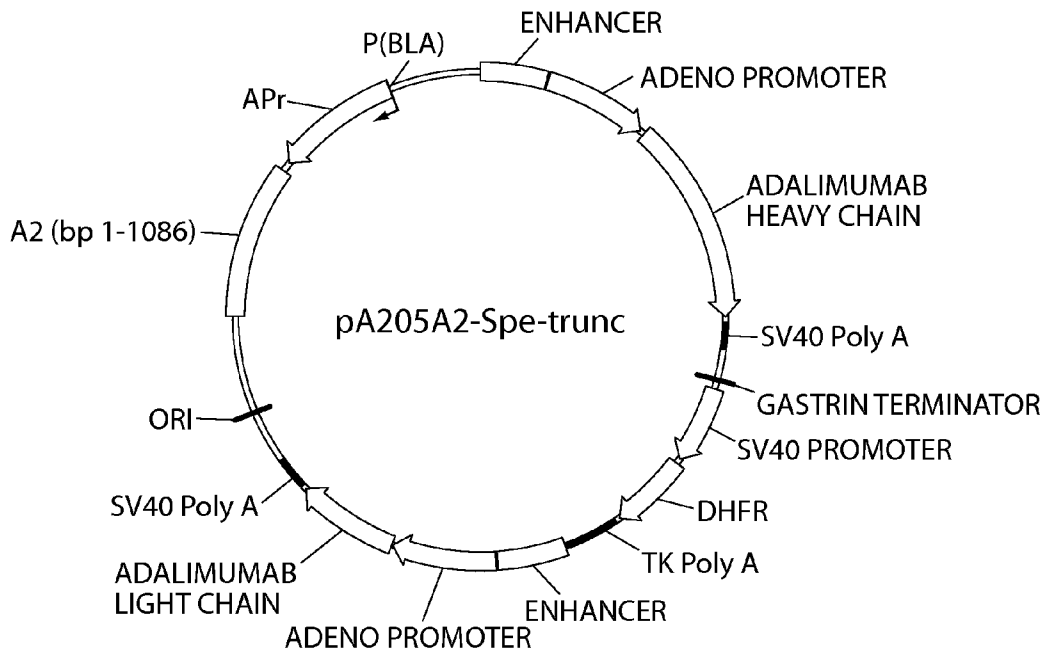 ENHANCER
P(BLA)
ADENO PROMOTER
APr
ADALIMUMAB
HEAVY CHAIN
A2 (bp 1-1086)
pA205A2-Spe-trunc
SV40 Poly A
GASTRIN TERMINATOR
ORI
SV40 PROMOTER
SV40 Poly A
DHFR
TK Poly A
ADALIMUMAB
LIGHT CHAIN
ENHANCER
ADENO PROMOTER